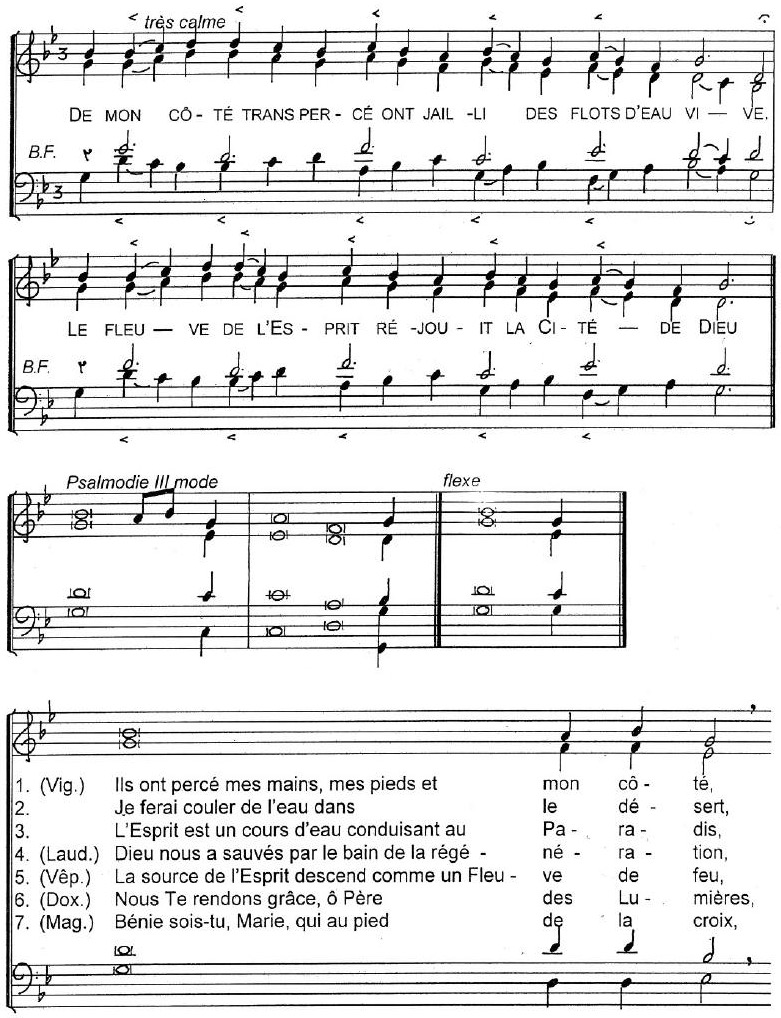 très calme
3
DE MON CÔ - TÉ TRANS PER - CÉ ONT JAIL -LI DES FLOTS D'EAU VI — VE.
B.F.
3
LE FLEU — VE DE L'ES - PRIT RÉ -JOU - IT LA CI - TÉ — DE DIEU
B.F.
Psalmodie III mode flexe
1. (Vig.) Ils ont percé mes mains, mes pieds et mon cô - té,
2. Je ferai couler de l'eau dans le dé - sert,
3. L'Esprit est un cours d'eau conduisant au Pa - ra - dis,
4. (Laud.) Dieu nous a sauvés par le bain de la régé - né - ra - tion,
5. (Vêp.) La source de l'Esprit descend comme un Fleu - ve de feu,
6. (Dox.) Nous Te rendons grâce, ô Père des Lu - mières,
7. (Mag.) Bénie sois-tu, Marie, qui au pied de la croix,